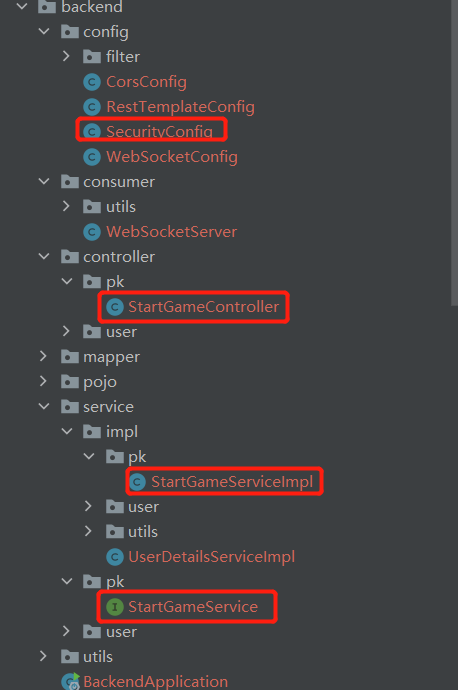 backend
config
filter
CorsConfig
RestTemplateConfig
SecurityConfig
WebSocketConfig
consumer
utils
WebSocketServer
controller
pk
StartGameController
user
mapper
pojo
service
impl
pk
StartGameServiceImpl
user
utils
UserDetailsServiceImpl
pk
StartGameService
user
utils
BackendApplication